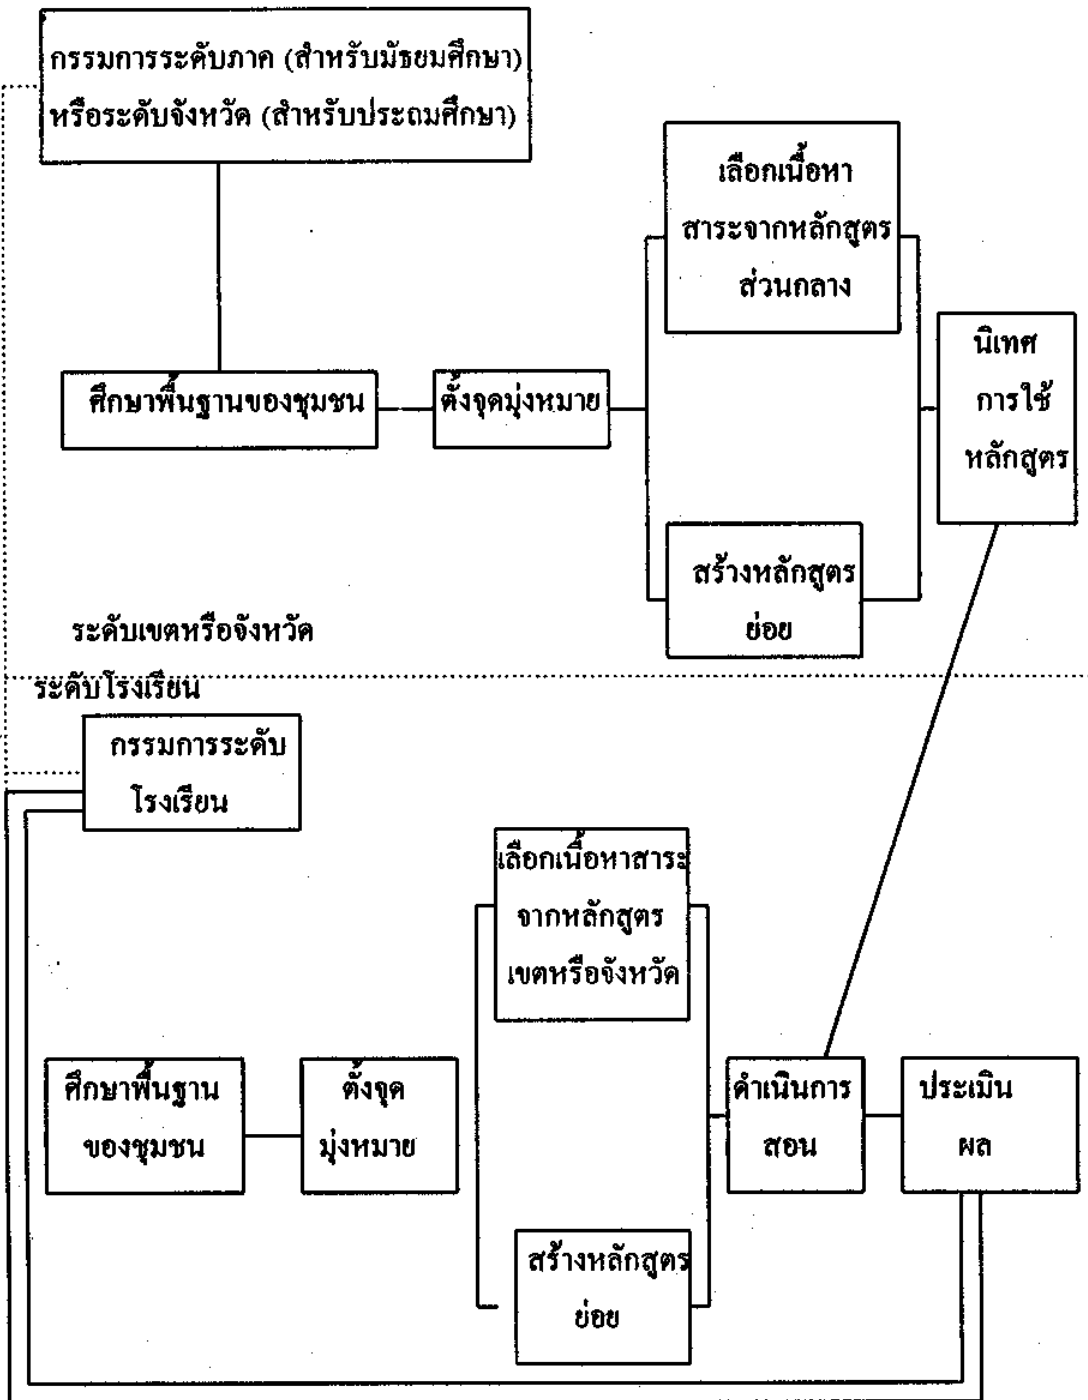 กรรมการระดับภาค (สำหรับมัธยมศึกษา)
หรือระดับจังหวัด (สำหรับประถมศึกษา)
เลือกเนื้อหา
สาระจากหลักสูตร
ส่วนกลาง
ศึกษาพื้นฐานของชุมชน
ตั้งจุดมุ่งหมาย
นิเทศ
การใช้
หลักสูตร
สร้างหลักสูตร
ย่อย
ระดับเขตหรือจังหวัด
ระดับโรงเรียน
กรรมการระดับ
โรงเรียน
เลือกเนื้อหาสาระ
จากหลักสูตร
เขตหรือจังหวัด
ศึกษาพื้นฐาน
ของชุมชน
ตั้งจุด
มุ่งหมาย
ดำเนินการ
สอน
ประเมิน
ผล
สร้างหลักสูตร
ย่อย